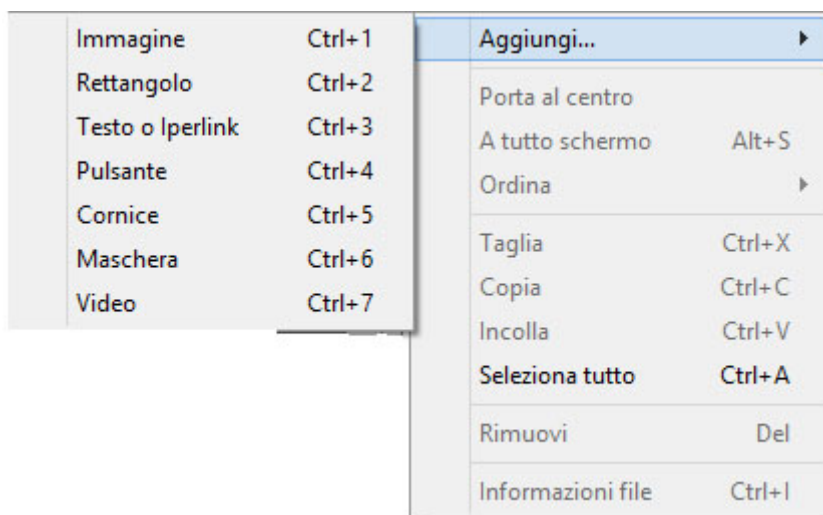 Immagine Ctrl+1
Rettangolo Ctrl+2
Testo o Iperlink Ctrl+3
Pulsante Ctrl+4
Cornice Ctrl+5
Maschera Ctrl+6
Video Ctrl+7
Aggiungi...
Porta al centro
A tutto schermo Alt+S
Ordina
Taglia Ctrl+X
Copia Ctrl+C
Incolla Ctrl+V
Seleziona tutto Ctrl+A
Rimuovi Del
Informazioni file Ctrl+I